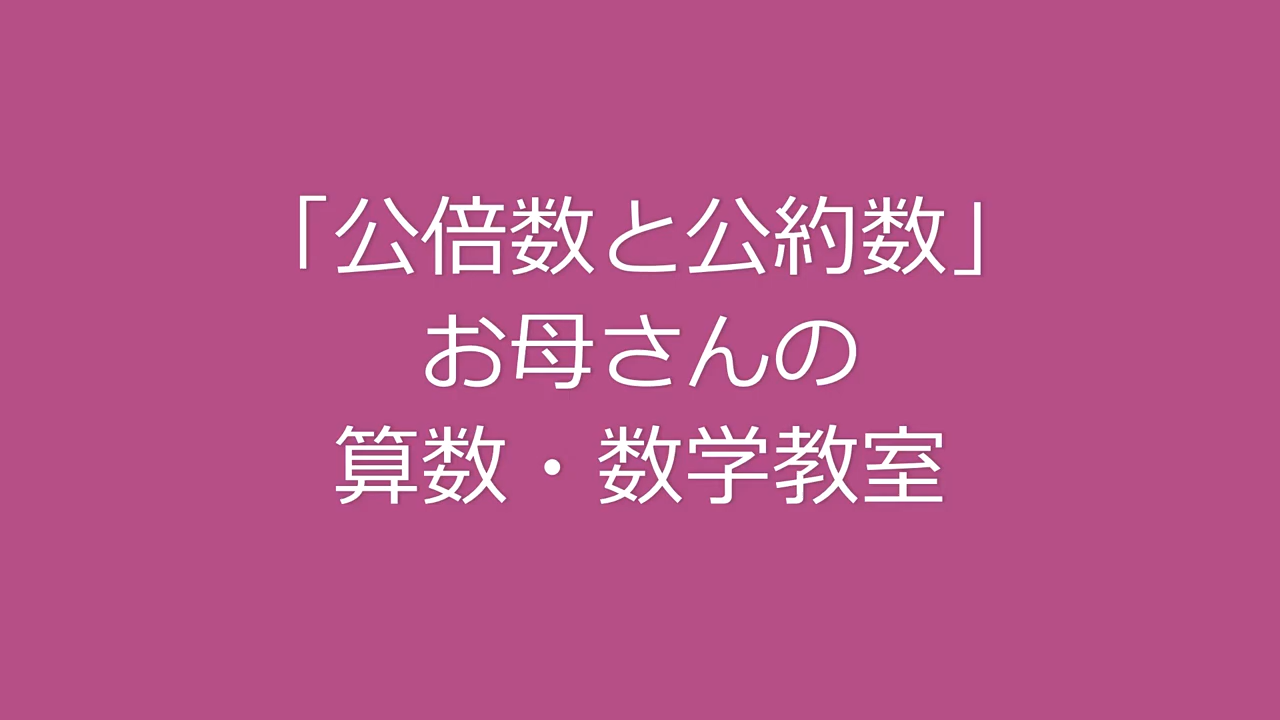 「公倍数と公約数」
お母さんの
算数・数学教室